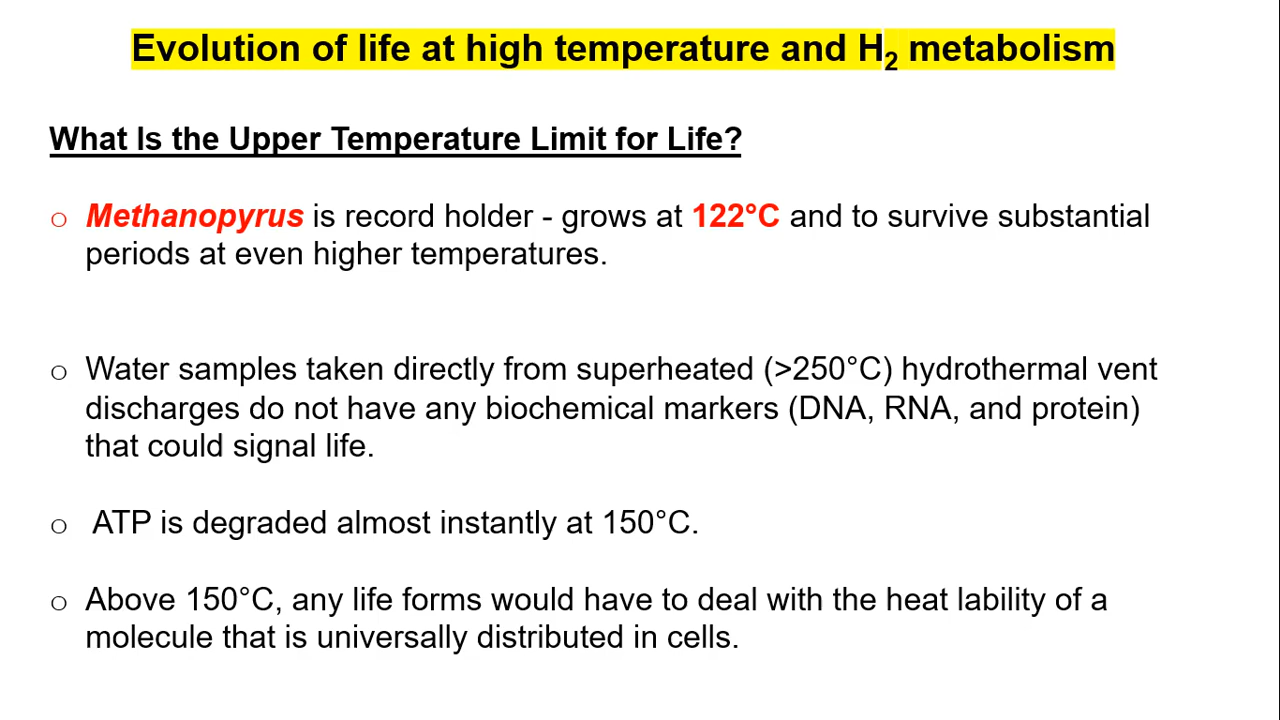 Evolution of life at high temperature and H₂ metabolism
What Is the Upper Temperature Limit for Life?
○ Methanopyrus is record holder - grows at 122°C and to survive substantial
periods at even higher temperatures.
○ Water samples taken directly from superheated (>250°C) hydrothermal vent
discharges do not have any biochemical markers (DNA, RNA, and protein)
that could signal life.
○ ATP is degraded almost instantly at 150°C.
○ Above 150°C, any life forms would have to deal with the heat lability of a
molecule that is universally distributed in cells.